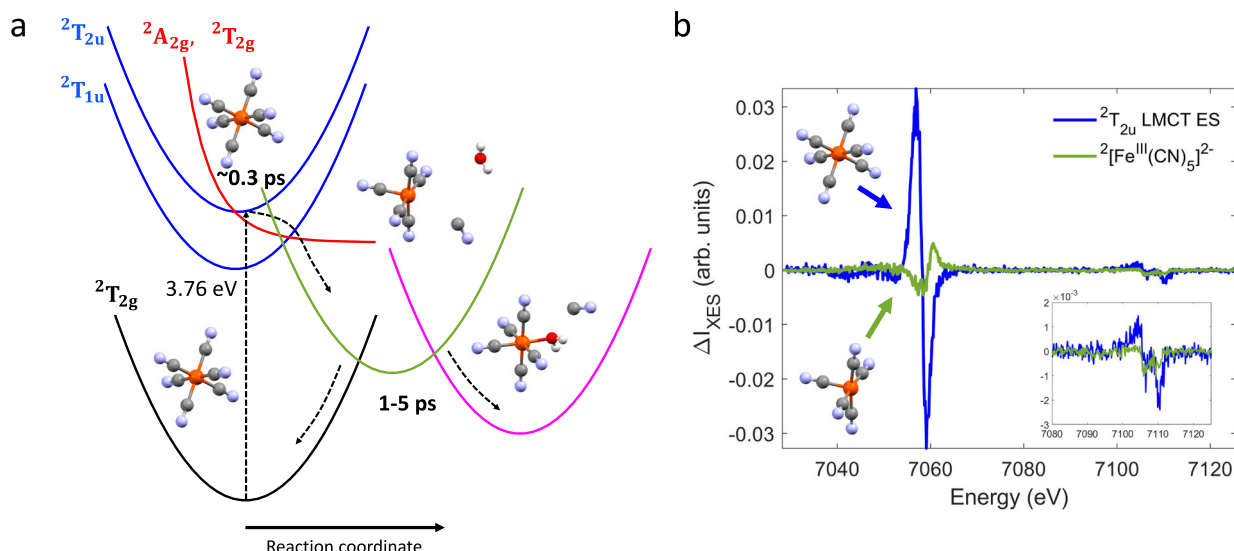 a
²T₂ᵤ
²A₂g, ²T₂g
²T₁ᵤ
~0.3 ps
3.76 eV
²T₂g
1-5 ps
Reaction coordinate
b
ΔI_XES (arb. units)
0.03
0.02
0.01
0
-0.01
-0.02
-0.03
²T₂ᵤ LMCT ES
²[Feᴵᴵᴵ(CN)₅]²⁻
×10⁻³
2
1
0
-1
-2
-3
7080 7090 7100 7110 7120
7040 7060 7080 7100 7120
Energy (eV)